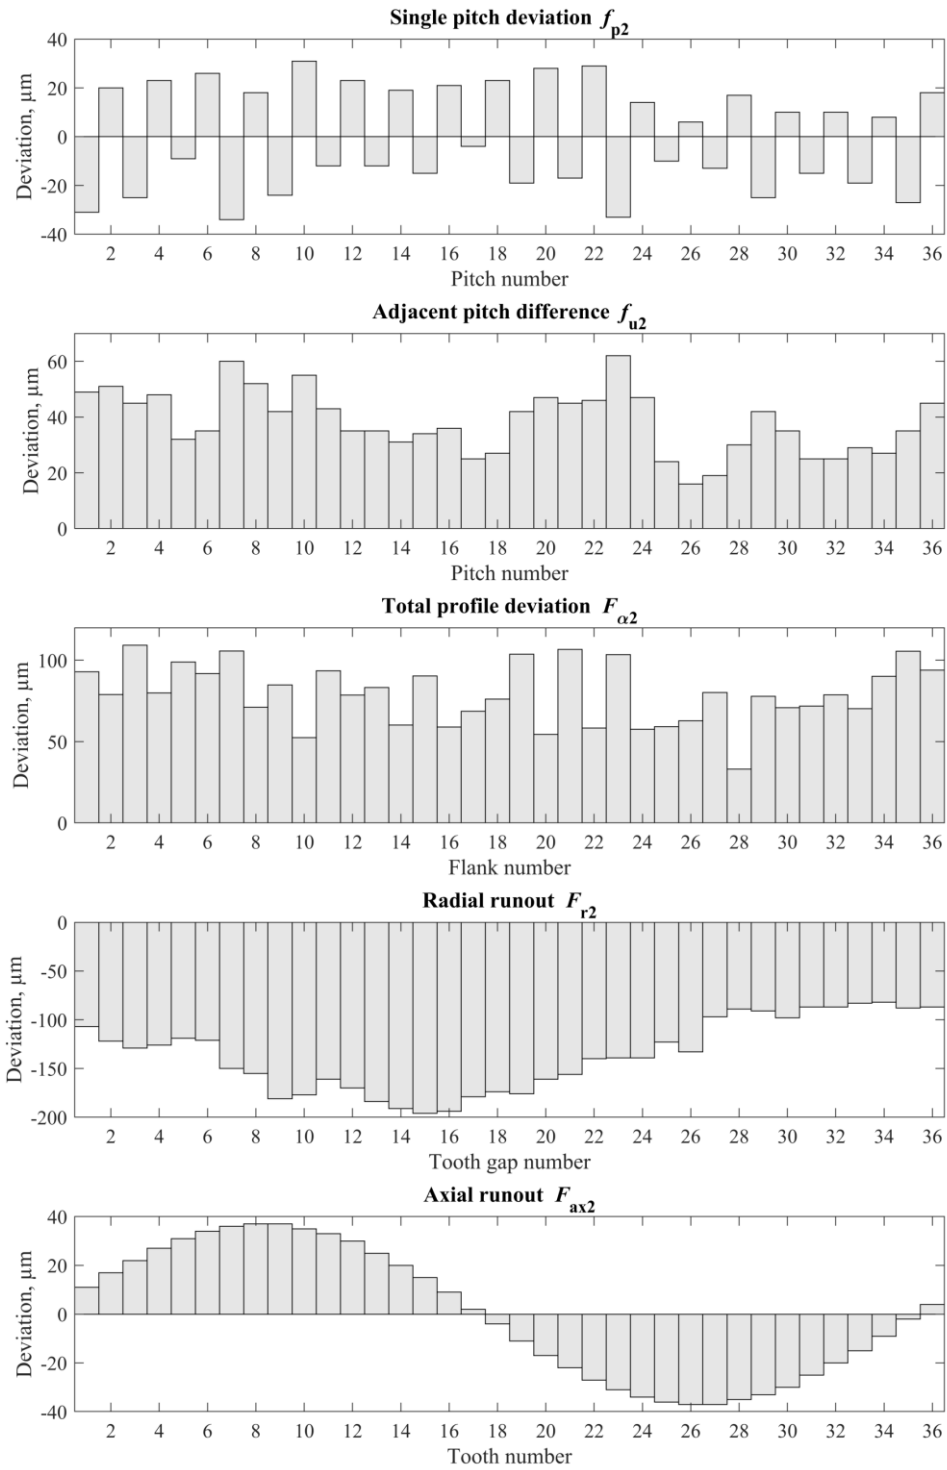 Single pitch deviation f p2
40
20
0
-20
-40
Deviation, μm
2 4 6 8 10 12 14 16 18 20 22 24 26 28 30 32 34 36
Pitch number
Adjacent pitch difference f u2
60
40
20
0
Deviation, μm
2 4 6 8 10 12 14 16 18 20 22 24 26 28 30 32 34 36
Pitch number
Total profile deviation F α2
100
50
0
Deviation, μm
2 4 6 8 10 12 14 16 18 20 22 24 26 28 30 32 34 36
Flank number
Radial runout F r2
0
-50
-100
-150
-200
Deviation, μm
2 4 6 8 10 12 14 16 18 20 22 24 26 28 30 32 34 36
Tooth gap number
Axial runout F ax2
40
20
0
-20
-40
Deviation, μm
2 4 6 8 10 12 14 16 18 20 22 24 26 28 30 32 34 36
Tooth number